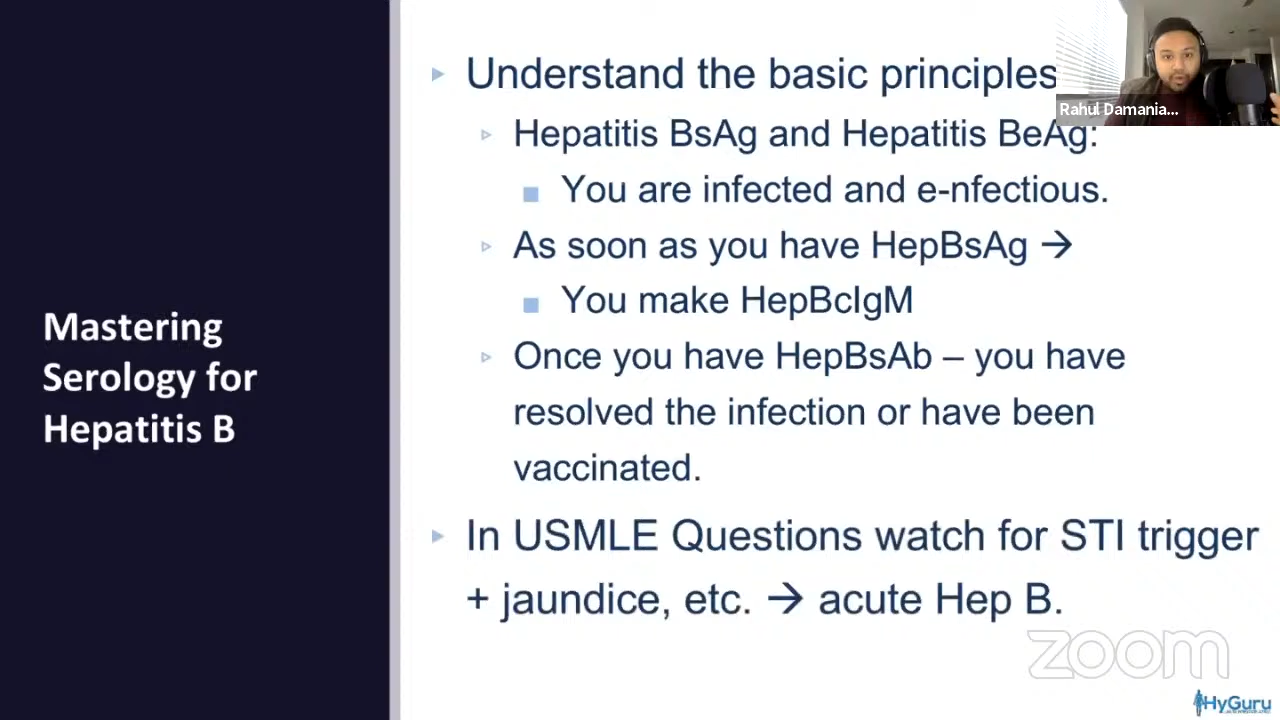 Mastering
Serology for
Hepatitis B
Understand the basic principles
Hepatitis BsAg and Hepatitis BeAg:
You are infected and e-nfectious.
As soon as you have HepBsAg →
You make HepBcIgM
Once you have HepBsAb – you have
resolved the infection or have been
vaccinated.
In USMLE Questions watch for STI trigger
+ jaundice, etc. → acute Hep B.
Rahul Damania...
zoom
HyGuru